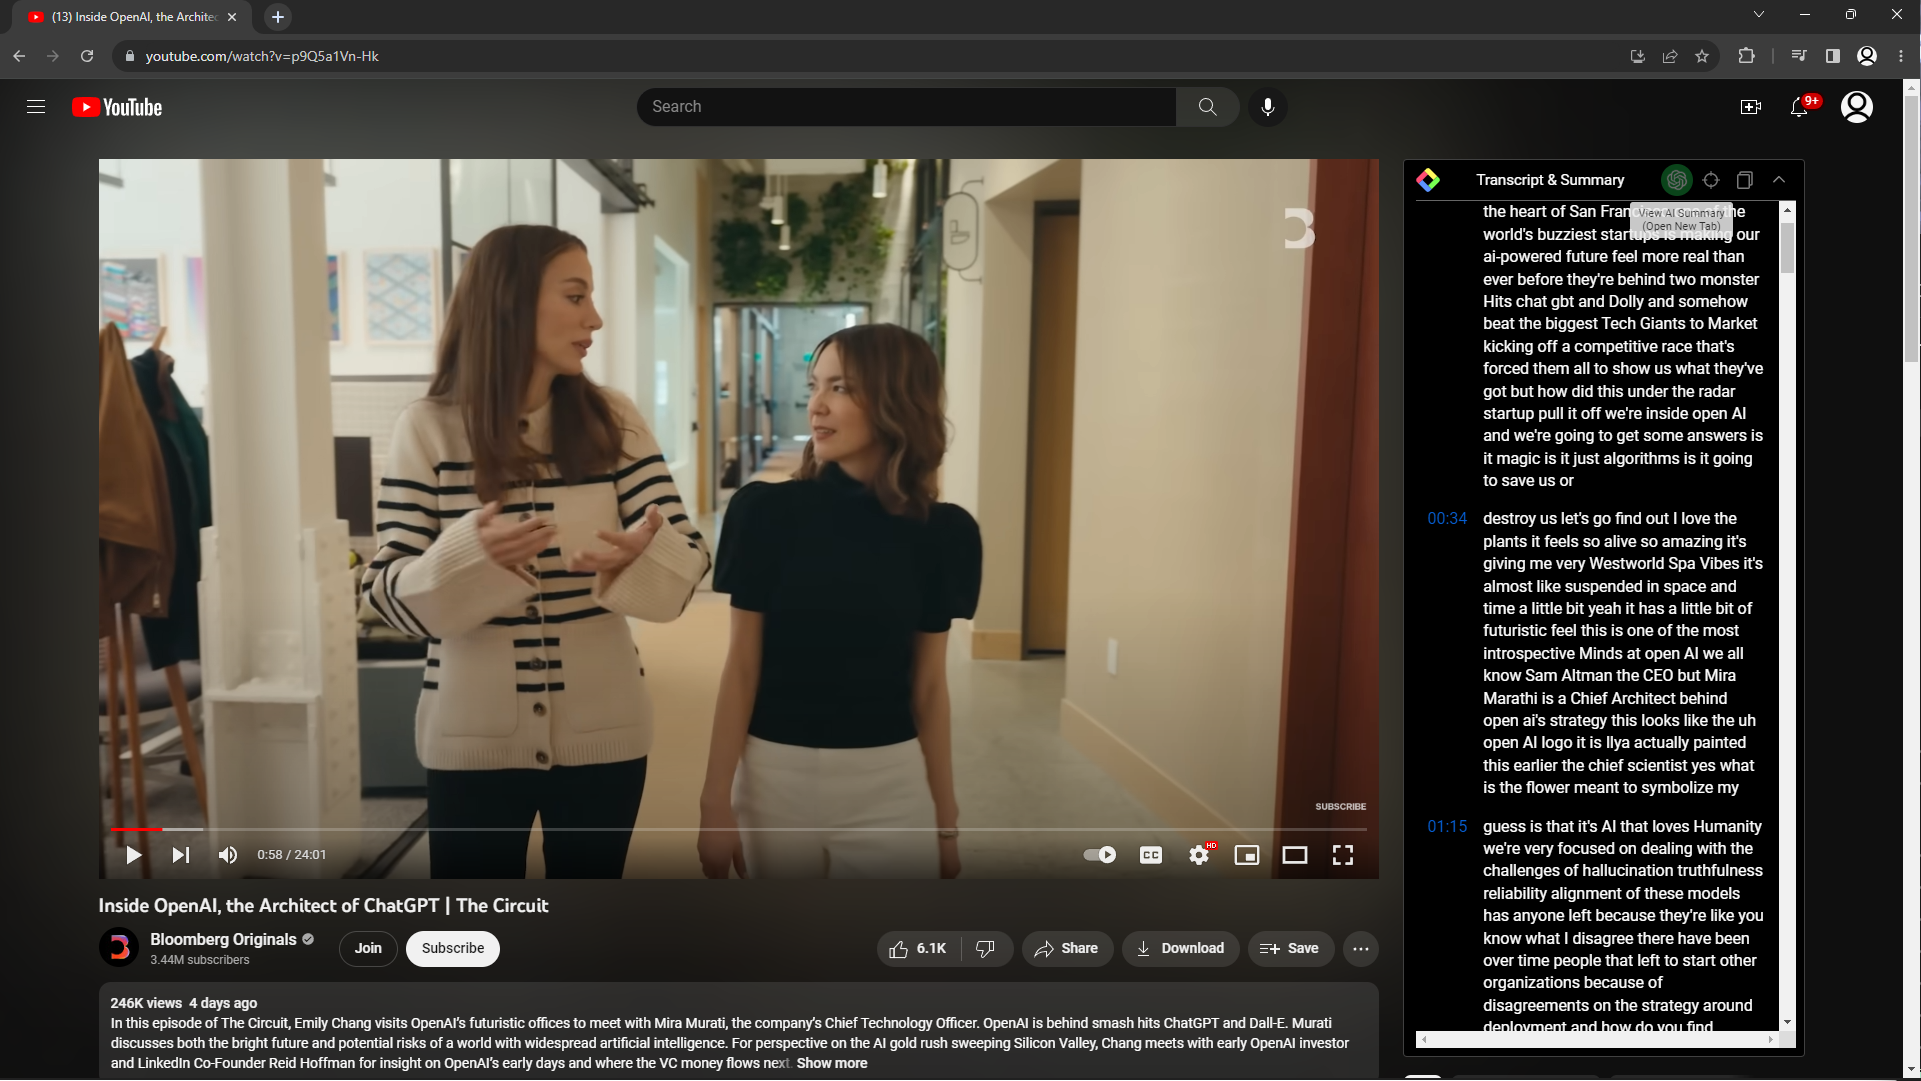 (13) Inside OpenAI, the Architec
youtube.com/watch?v=p9Q5a1Vn-Hk
YouTube
Search
9+
SUBSCRIBE
0:58 / 24:01
CC
HD
Inside OpenAI, the Architect of ChatGPT | The Circuit
Bloomberg Originals
3.44M subscribers
Join
Subscribe
6.1K
Share
Download
Save
246K views 4 days ago
In this episode of The Circuit, Emily Chang visits OpenAI's futuristic offices to meet with Mira Murati, the company's Chief Technology Officer. OpenAI is behind smash hits ChatGPT and Dall-E. Murati
discusses both the bright future and potential risks of a world with widespread artificial intelligence. For perspective on the AI gold rush sweeping Silicon Valley, Chang meets with early OpenAI investor
and LinkedIn Co-Founder Reid Hoffman for insight on OpenAI's early days and where the VC money flows next. Show more
Transcript & Summary
View AI Summary
(Open New Tab)
the heart of San the
world's buzziest startups is making our
ai-powered future feel more real than
ever before they're behind two monster
Hits chat gbt and Dolly and somehow
beat the biggest Tech Giants to Market
kicking off a competitive race that's
forced them all to show us what they've
got but how did this under the radar
startup pull it off we're inside open AI
and we're going to get some answers is
it magic is it just algorithms is it going
to save us or
00:34 destroy us let's go find out I love the
plants it feels so alive so amazing it's
giving me very Westworld Spa Vibes it's
almost like suspended in space and
time a little bit yeah it has a little bit of
futuristic feel this is one of the most
introspective Minds at open AI we all
know Sam Altman the CEO but Mira
Marathi is a Chief Architect behind
open ai's strategy this looks like the uh
open AI logo it is Ilya actually painted
this earlier the chief scientist yes what
is the flower meant to symbolize my
01:15 guess is that it's AI that loves Humanity
we're very focused on dealing with the
challenges of hallucination truthfulness
reliability alignment of these models
has anyone left because they're like you
know what I disagree there have been
over time people that left to start other
organizations because of
disagreements on the strategy around
deployment and how do you find